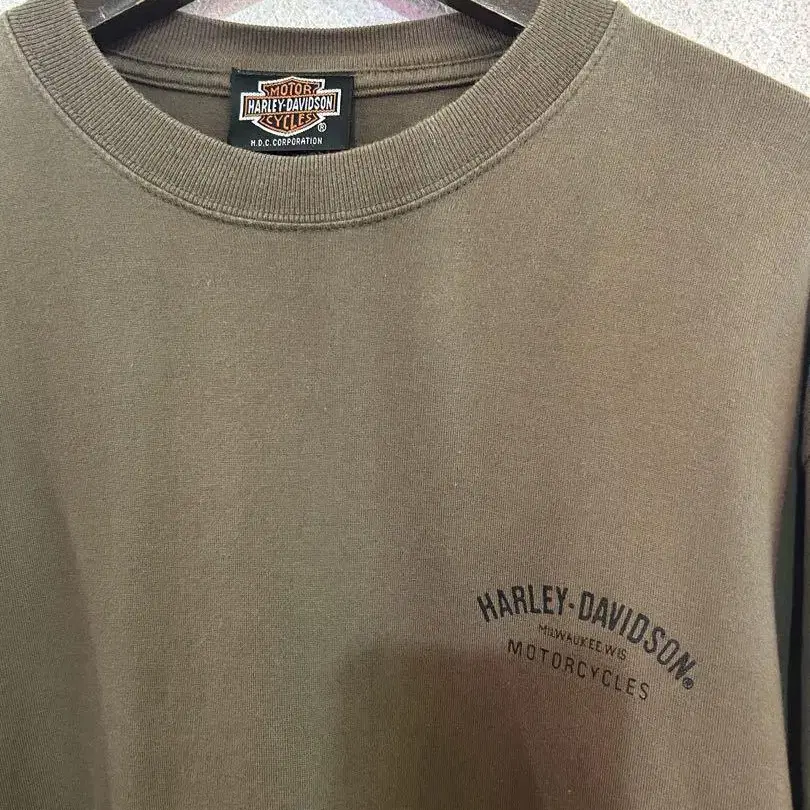 MOTOR
HARLEY-DAVIDSON
CYCLES®
H.D.C. CORPORATION
HARLEY-DAVIDSON®
MILWAUKEE.WIS
MOTORCYCLES